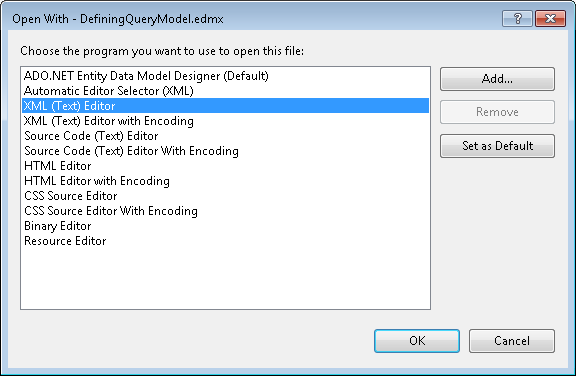 Open With - DefiningQueryModel.edmx
Choose the program you want to use to open this file:
ADO.NET Entity Data Model Designer (Default)
Automatic Editor Selector (XML)
XML (Text) Editor
XML (Text) Editor with Encoding
Source Code (Text) Editor
Source Code (Text) Editor With Encoding
HTML Editor
HTML Editor with Encoding
CSS Source Editor
CSS Source Editor With Encoding
Binary Editor
Resource Editor
Add...
Remove
Set as Default
OK
Cancel